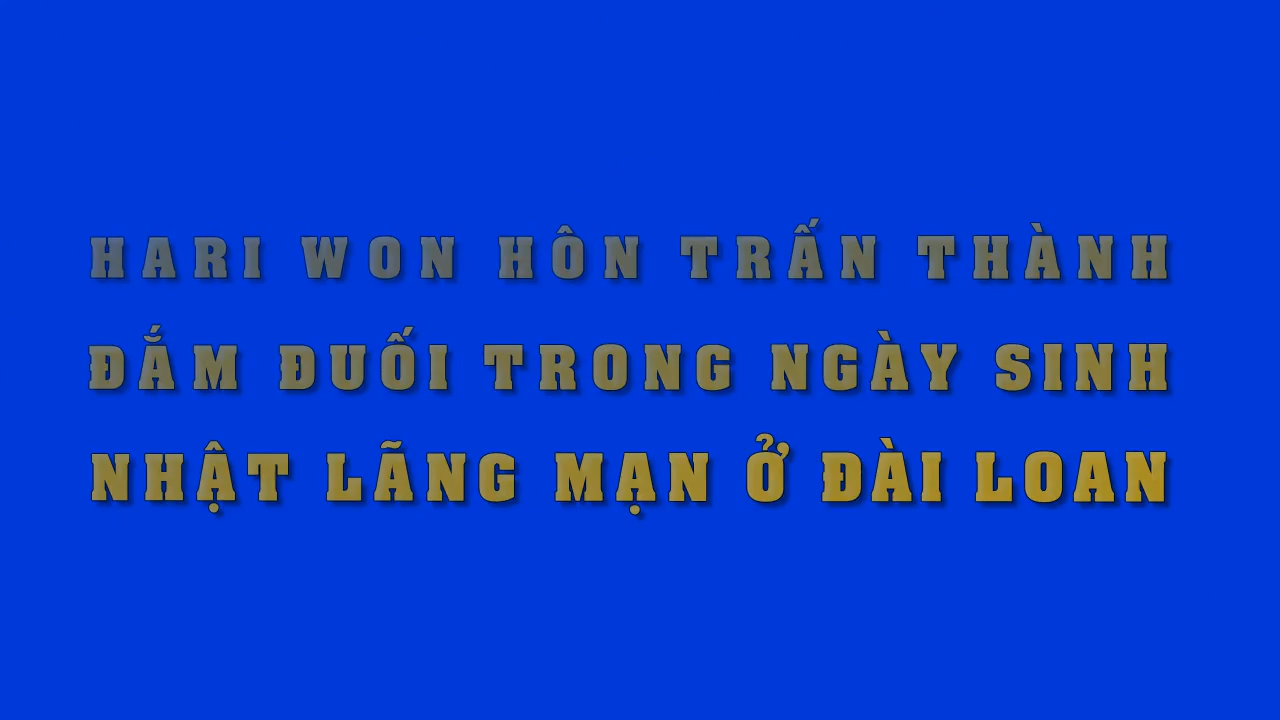 HARI WON HÔN TRẤN THÀNH
ĐẮM ĐUỐI TRONG NGÀY SINH
NHẬT LÃNG MẠN Ở ĐÀI LOAN